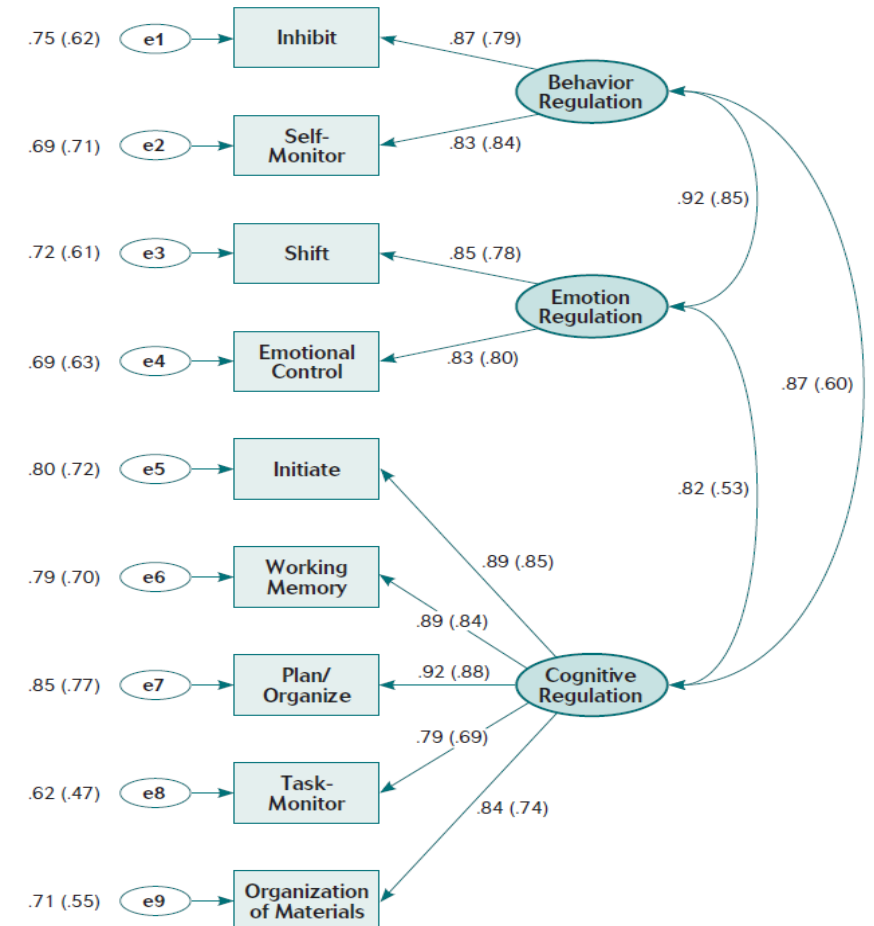 .75 (.62)
e1
Inhibit
.87 (.79)
Behavior
Regulation
.69 (.71)
e2
Self-
Monitor
.83 (.84)
.92 (.85)
.72 (.61)
e3
Shift
.85 (.78)
Emotion
Regulation
.69 (.63)
e4
Emotional
Control
.83 (.80)
.87 (.60)
.80 (.72)
e5
Initiate
.82 (.53)
.89 (.85)
.79 (.70)
e6
Working
Memory
.89 (.84)
.85 (.77)
e7
Plan/
Organize
.92 (.88)
Cognitive
Regulation
.79 (.69)
.62 (.47)
e8
Task-
Monitor
.84 (.74)
.71 (.55)
e9
Organization
of Materials